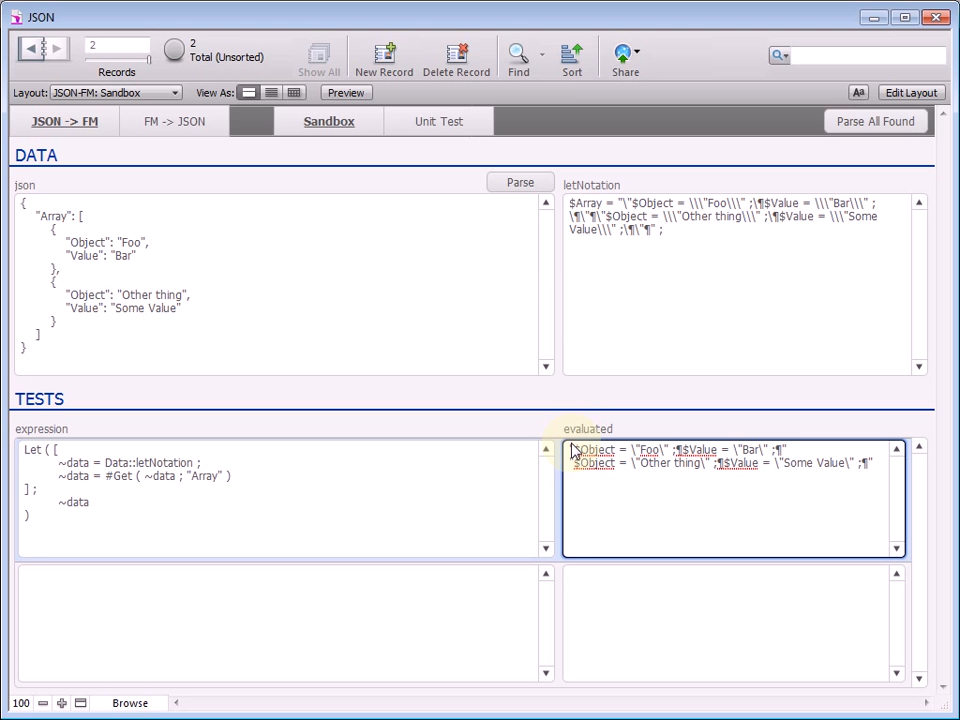 JSON
2
Records
2
Total (Unsorted)
Show All
New Record
Delete Record
Find
Sort
Share
Layout:
JSON-FM: Sandbox
View As:
Preview
Aa
Edit Layout
JSON -> FM
FM -> JSON
Sandbox
Unit Test
Parse All Found
DATA
json
Parse
letNotation
{
"Array": [
{
"Object": "Foo",
"Value": "Bar"
},
{
"Object": "Other thing",
"Value": "Some Value"
}
]
}
$Array = "\"$Object = \\\"Foo\\\" ;\¶$Value = \\\"Bar\\\" ;
\¶\"¶\"$Object = \\\"Other thing\\\" ;\¶$Value = \\\"Some
Value\\\" ;\¶\"¶" ;
TESTS
expression
evaluated
Let ( [
~data = Data::letNotation ;
~data = #Get ( ~data ; "Array" )
] ;
~data
)
$Object = \"Foo\" ;¶$Value = \"Bar\" ;¶"
"$Object = \"Other thing\" ;¶$Value = \"Some Value\" ;¶"
100
Browse